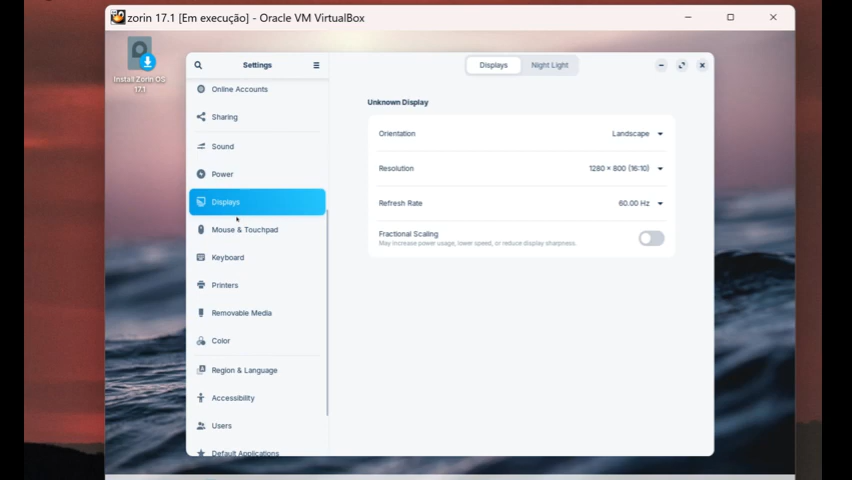 zorin 17.1 [Em execução] - Oracle VM VirtualBox
Install Zorin OS
17.1
Settings
Online Accounts
Sharing
Sound
Power
Displays
Mouse & Touchpad
Keyboard
Printers
Removable Media
Color
Region & Language
Accessibility
Users
Default Applications
Displays
Night Light
Unknown Display
Orientation
Landscape
Resolution
1280 × 800 (16:10)
Refresh Rate
60.00 Hz
Fractional Scaling
May increase power usage, lower speed, or reduce display sharpness.